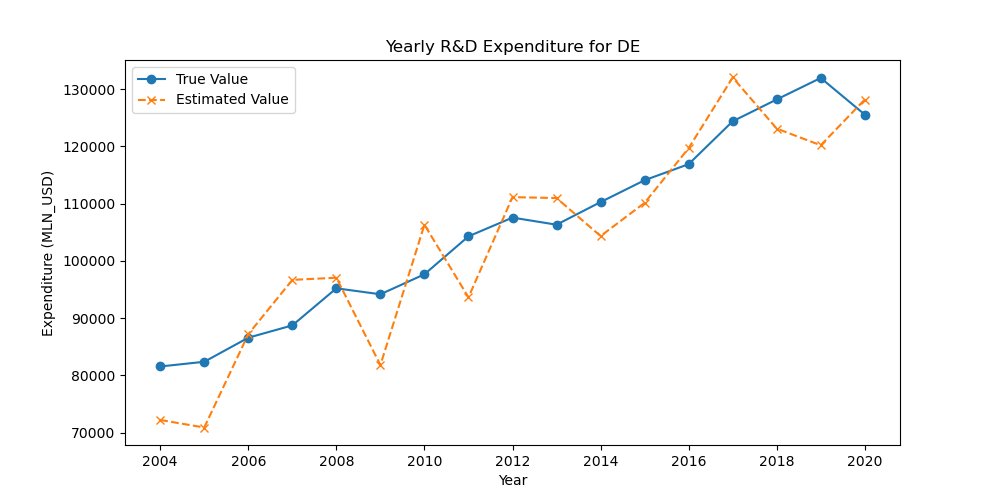 Yearly R&D Expenditure for DE
True Value
Estimated Value
130000
120000
110000
100000
90000
80000
70000
Expenditure (MLN_USD)
2004 2006 2008 2010 2012 2014 2016 2018 2020
Year